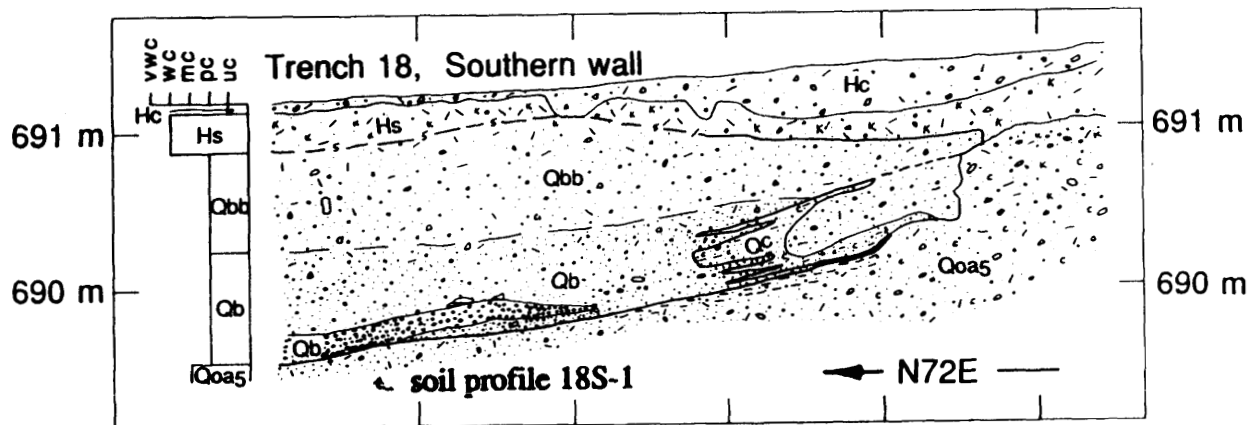 Trench 18, Southern wall
vwc
wc
mc
pc
uc
Hc
Hs
Qbb
Qb
Qoa5
691 m
690 m
Hc
Hs
Qbb
Qc
Qb
Qb
Qoa5
691 m
690 m
soil profile 18S-1
N72E